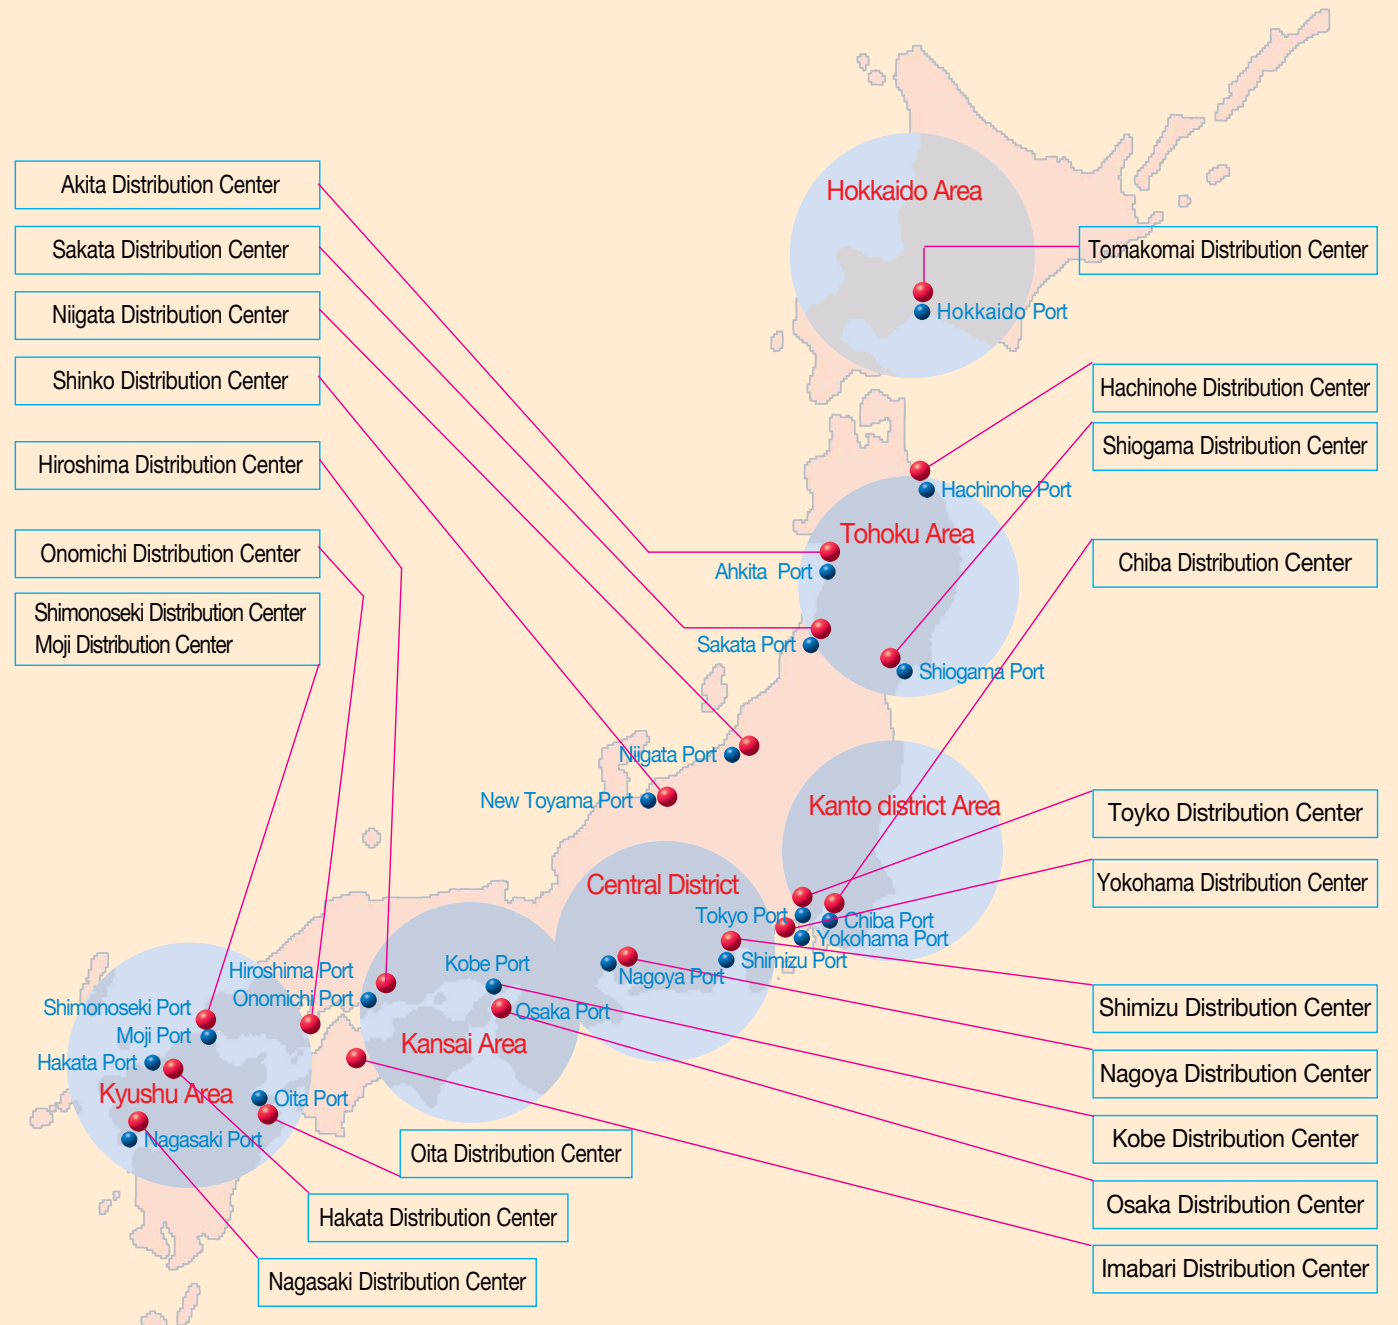 Akita Distribution Center
Sakata Distribution Center
Niigata Distribution Center
Shinko Distribution Center
Hiroshima Distribution Center
Onomichi Distribution Center
Shimonoseki Distribution Center
Moji Distribution Center
Hokkaido Area
Tomakomai Distribution Center
Hokkaido Port
Hachinohe Distribution Center
Shiogama Distribution Center
Hachinohe Port
Tohoku Area
Chiba Distribution Center
Ahkita Port
Sakata Port
Shiogama Port
Niigata Port
New Toyama Port
Kanto district Area
Toyko Distribution Center
Yokohama Distribution Center
Central District
Tokyo Port
Chiba Port
Yokohama Port
Shimizu Port
Nagoya Port
Kobe Port
Osaka Port
Kansai Area
Hiroshima Port
Onomichi Port
Shimonoseki Port
Moji Port
Hakata Port
Kyushu Area
Oita Port
Nagasaki Port
Shimizu Distribution Center
Nagoya Distribution Center
Kobe Distribution Center
Osaka Distribution Center
Imabari Distribution Center
Oita Distribution Center
Hakata Distribution Center
Nagasaki Distribution Center